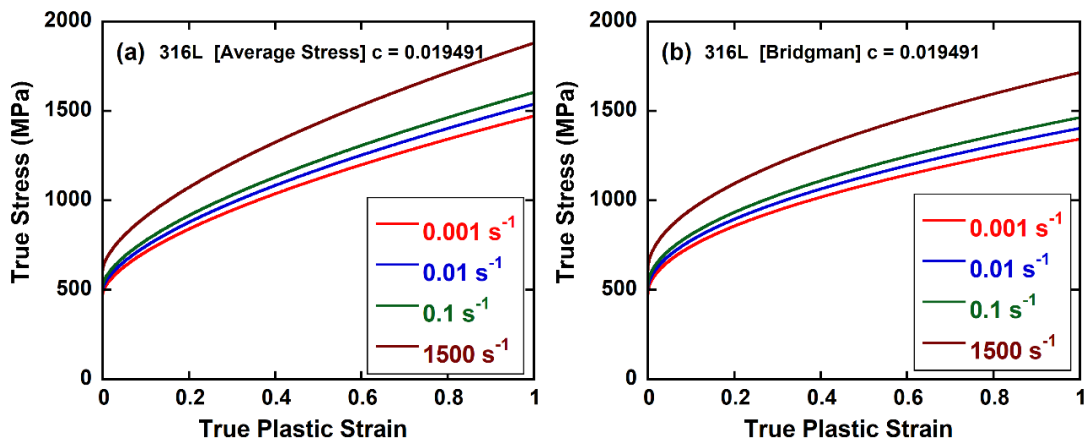 (a) 316L [Average Stress] c = 0.019491
True Stress (MPa)
2000
1500
1000
500
0
0.001 s⁻¹
0.01 s⁻¹
0.1 s⁻¹
1500 s⁻¹
0 0.2 0.4 0.6 0.8 1
True Plastic Strain
(b) 316L [Bridgman] c = 0.019491
True Stress (MPa)
2000
1500
1000
500
0
0.001 s⁻¹
0.01 s⁻¹
0.1 s⁻¹
1500 s⁻¹
0 0.2 0.4 0.6 0.8 1
True Plastic Strain